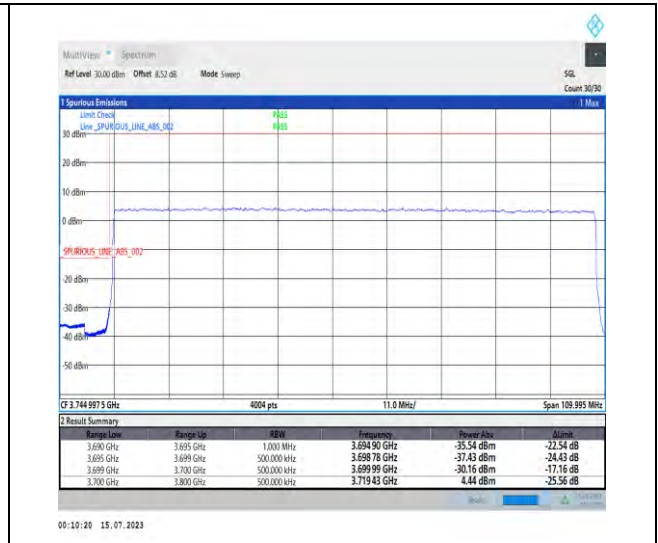 MultiView Spectrum
Ref Level 30.00 dBm Offset 8.52 dB Mode Sweep SGL
Count 30/30
1 Spurious Emissions 1 Max
Limit Check PASS
Line _SPURIOUS_LINE_ABS_002 PASS
30 dBm
20 dBm
10 dBm
0 dBm
_SPURIOUS_LINE_ABS_002
-20 dBm
-30 dBm
-40 dBm
-50 dBm
CF 3.744 997 5 GHz 4004 pts 11.0 MHz/ Span 109.995 MHz
2 Result Summary
Range Low Range Up RBW Frequency Power Abs ΔLimit
3.690 GHz 3.695 GHz 1.000 MHz 3.694 90 GHz -35.54 dBm -22.54 dB
3.695 GHz 3.699 GHz 500.000 kHz 3.698 78 GHz -37.43 dBm -24.43 dB
3.699 GHz 3.700 GHz 500.000 kHz 3.699 99 GHz -30.16 dBm -17.16 dB
3.700 GHz 3.800 GHz 500.000 kHz 3.719 43 GHz 4.44 dBm -25.56 dB
00:10:20 15.07.2023